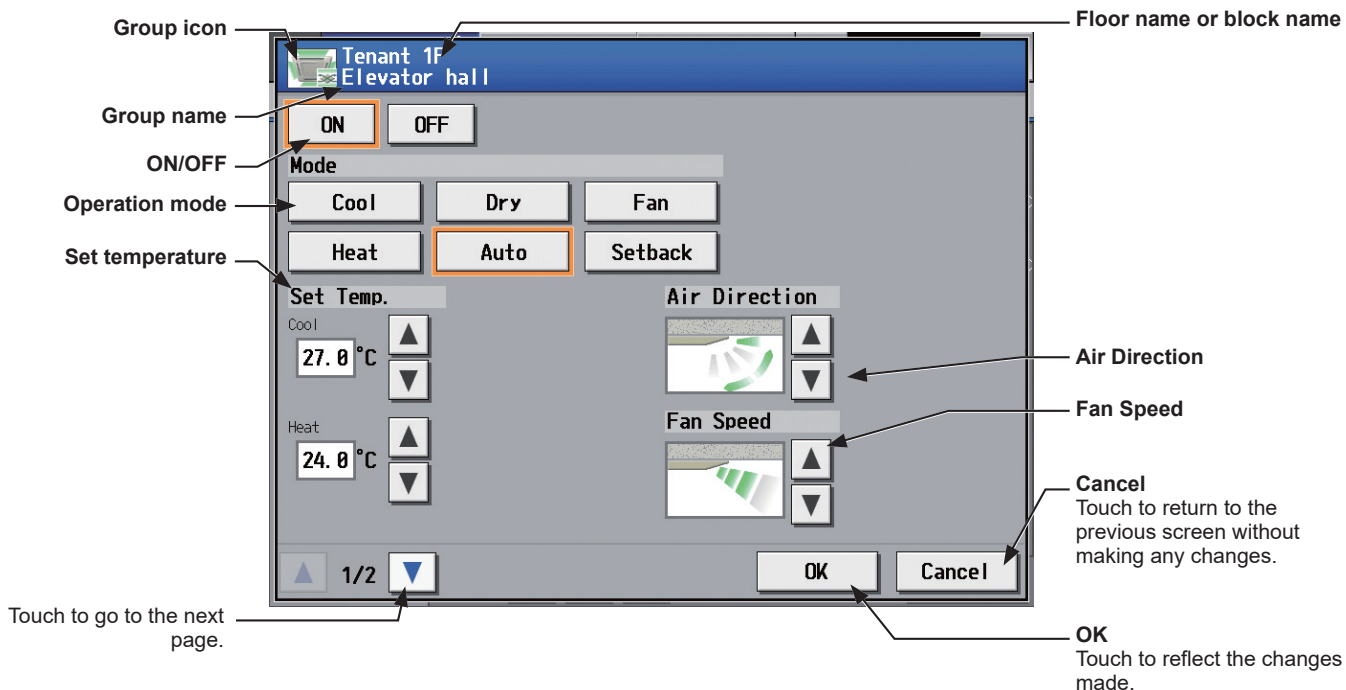 Group icon
Floor name or block name
Tenant 1F
Elevator hall
Group name
ON OFF
ON/OFF
Mode
Operation mode
Cool Dry Fan
Heat Auto Setback
Set temperature
Set Temp.
Air Direction
Cool
27.0°C
Air Direction
Fan Speed
Fan Speed
Heat
24.0°C
Cancel
Touch to return to the
previous screen without
making any changes.
1/2
OK Cancel
Touch to go to the next
page.
OK
Touch to reflect the changes
made.